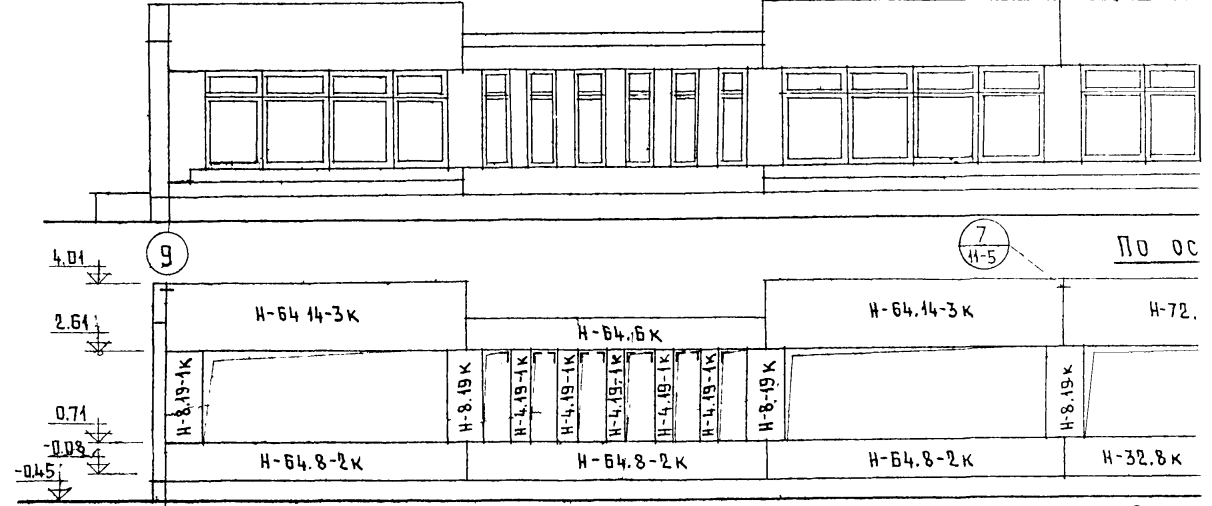 9
7
11-5
По ос
4.01
Н-64 14-3к
Н-64.14-3к
Н-72.
2.61
Н-64.6к
Н-8.19-1к
Н-8.19к
Н-4.19-1к
Н-4.19-1к
Н-4.19-1к
Н-4.19-1к
Н-4.19-1к
Н-8-19к
Н-8.19к
0.71
-0.08
Н-64.8-2к
Н-64.8-2к
Н-64.8-2к
Н-32.8к
-0.45